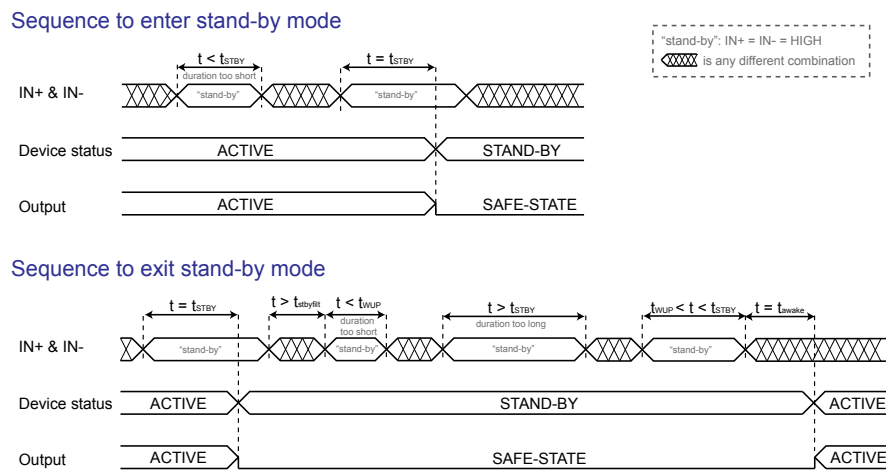 Sequence to enter stand-by mode
"stand-by": IN+ = IN- = HIGH
is any different combination
t < tSTBY
t = tSTBY
duration too short
IN+ & IN-
"stand-by"
"stand-by"
Device status
ACTIVE
STAND-BY
Output
ACTIVE
SAFE-STATE
Sequence to exit stand-by mode
t = tSTBY
t > tstbyfilt
t < tWUP
t > tSTBY
tWUP < t < tSTBY
t = tawake
duration
too short
duration too long
IN+ & IN-
"stand-by"
"stand-by"
"stand-by"
"stand-by"
Device status
ACTIVE
STAND-BY
ACTIVE
Output
ACTIVE
SAFE-STATE
ACTIVE